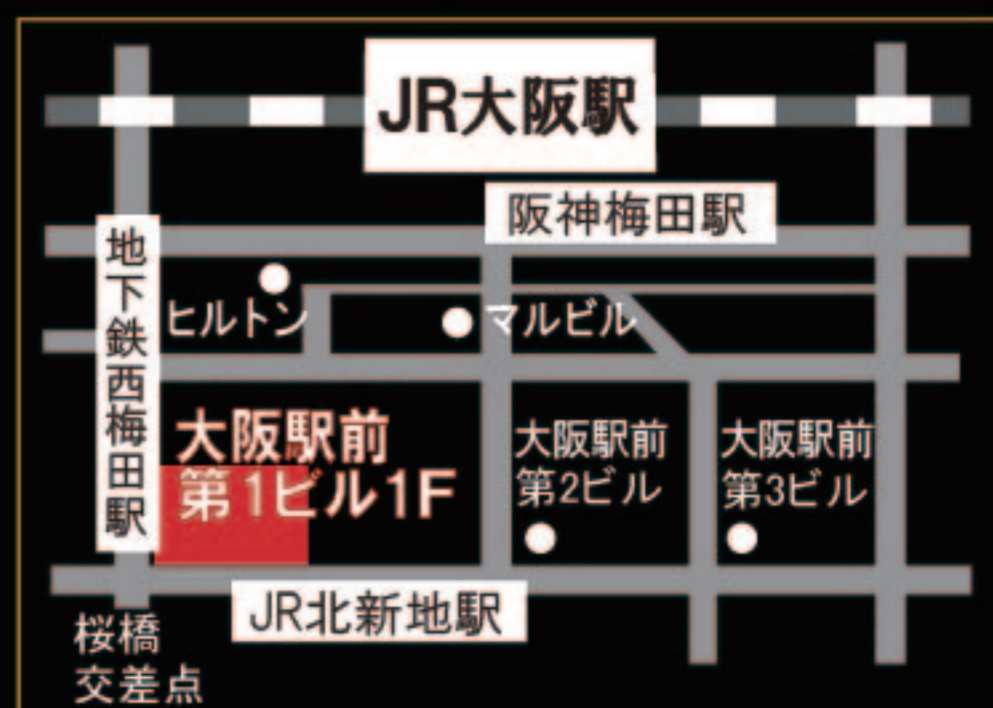 JR大阪駅
阪神梅田駅
地下鉄西梅田駅
ヒルトン
マルビル
大阪駅前
第1ビル1F
大阪駅前
第2ビル
大阪駅前
第3ビル
JR北新地駅
桜橋
交差点